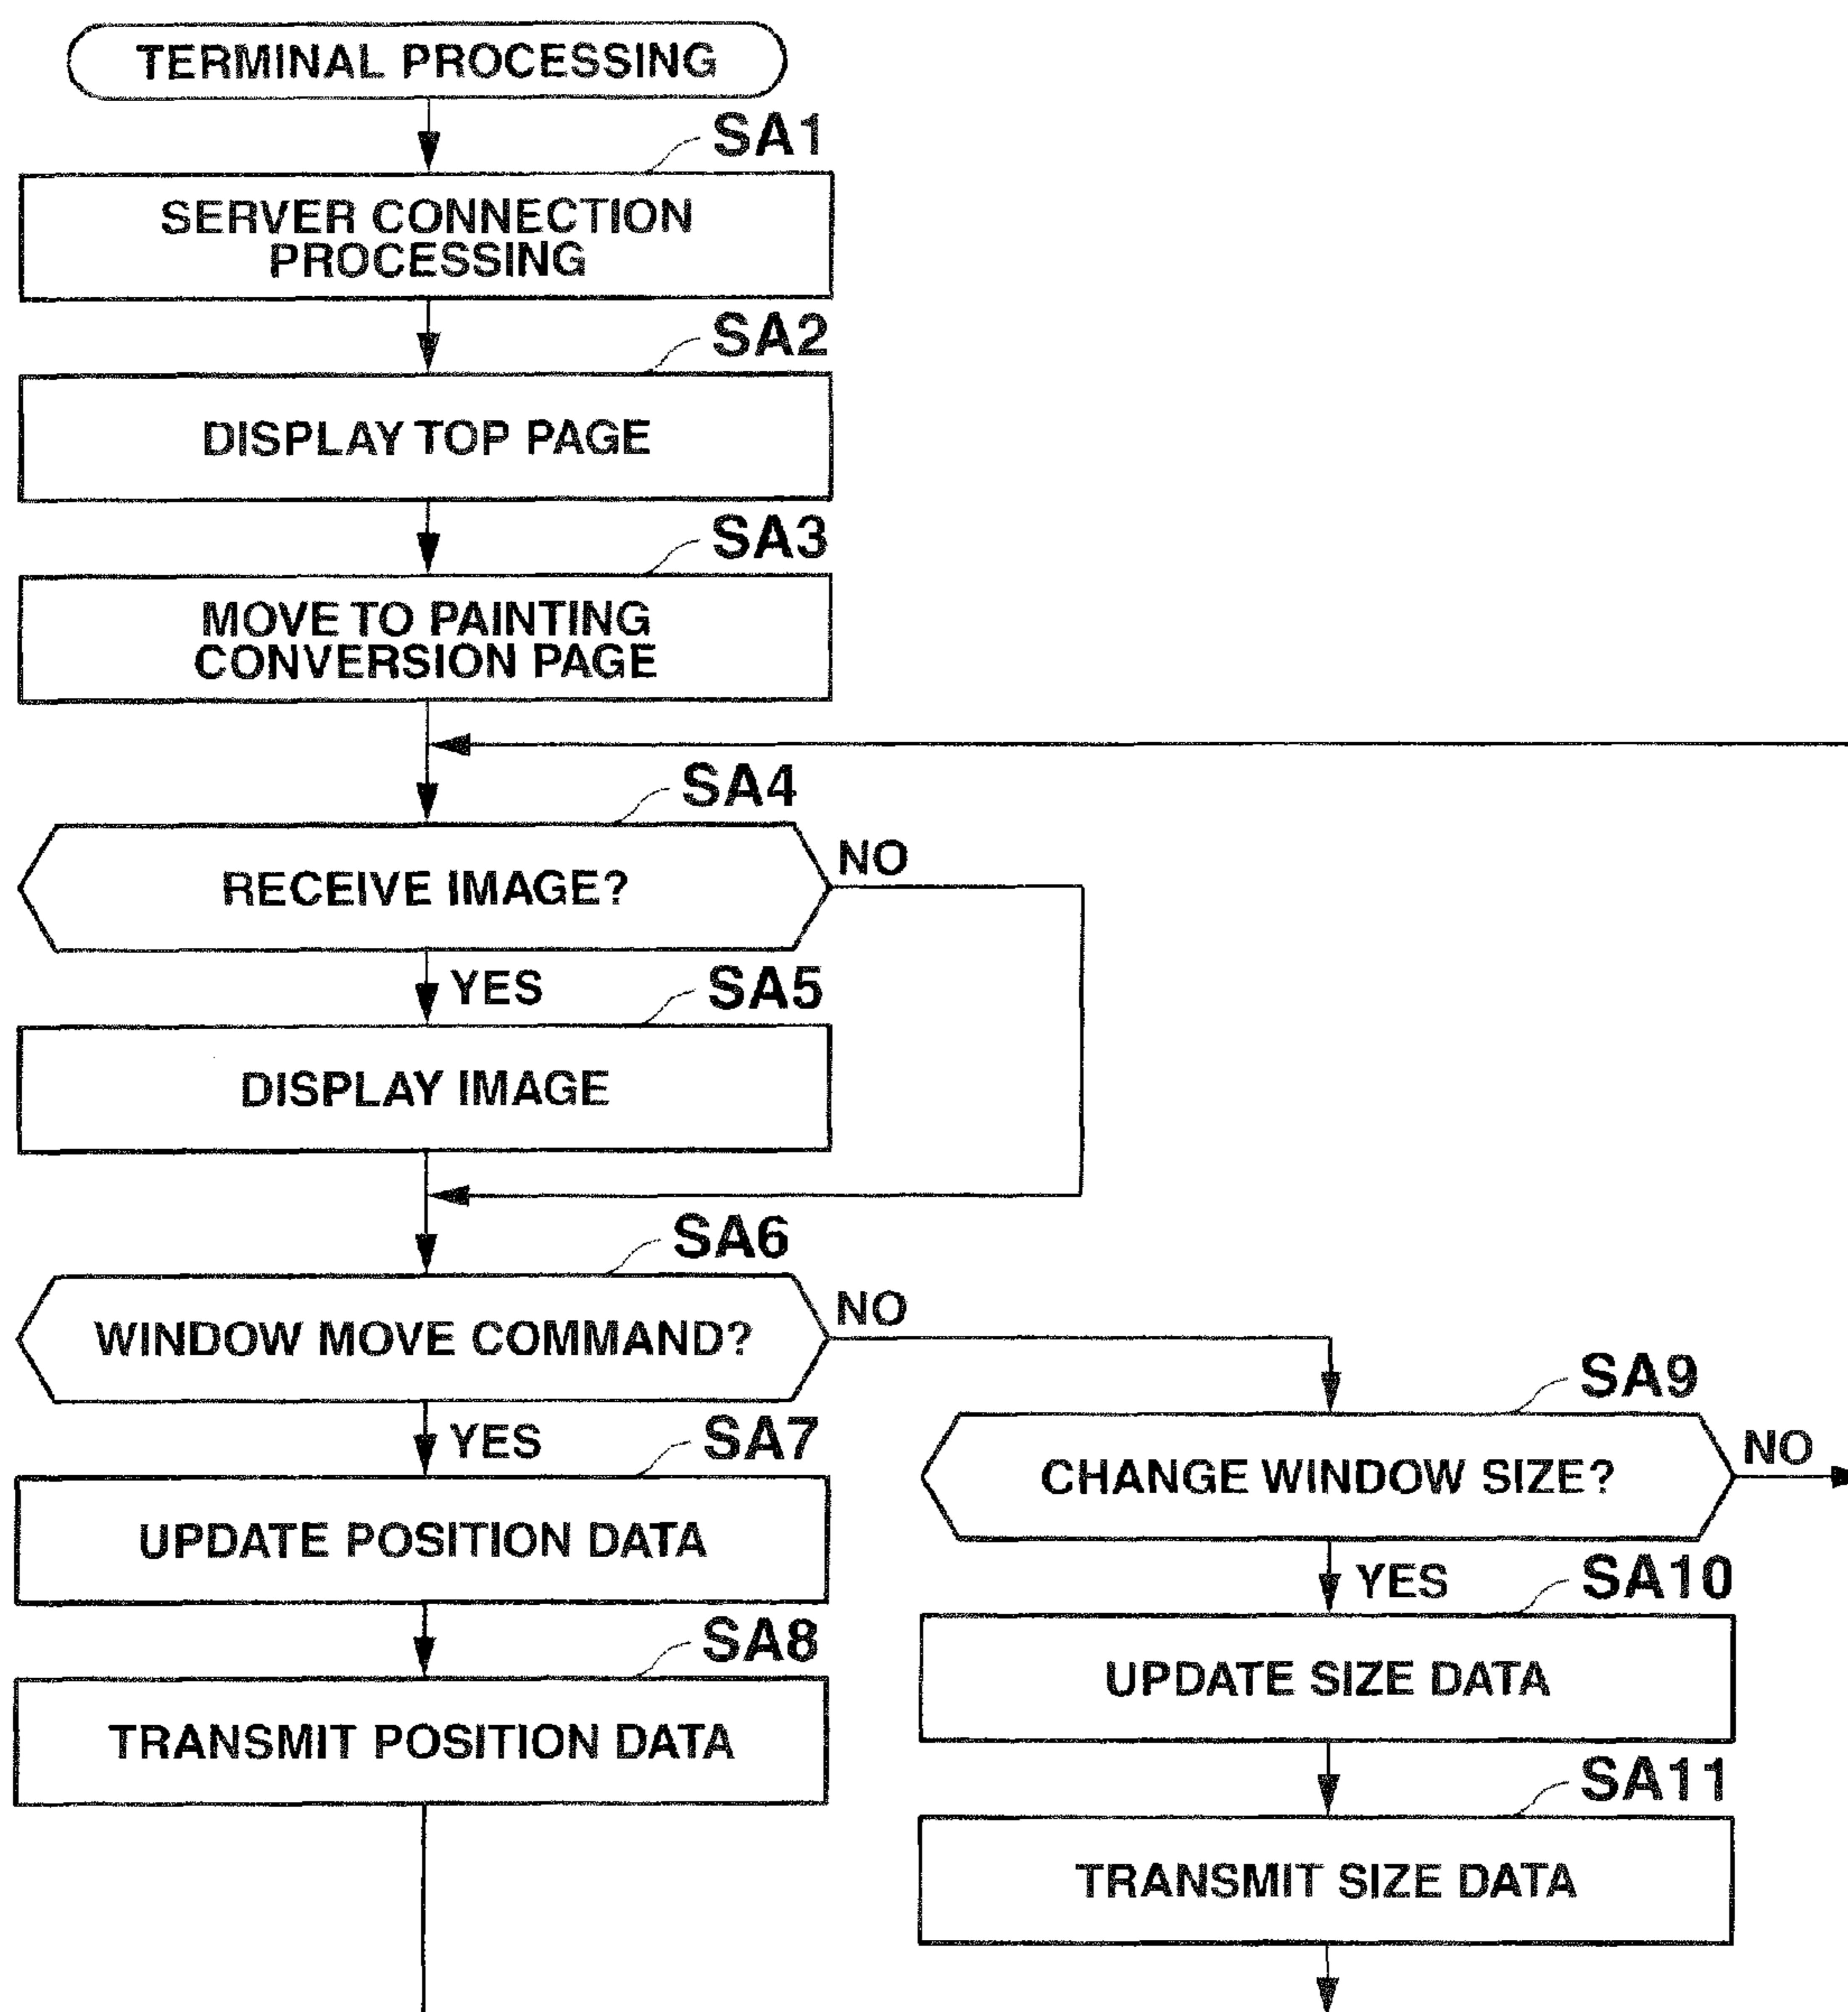 TERMINAL PROCESSING
SA1
SERVER CONNECTION
PROCESSING
SA2
DISPLAY TOP PAGE
SA3
MOVE TO PAINTING
CONVERSION PAGE
SA4
RECEIVE IMAGE?
NO
YES
SA5
DISPLAY IMAGE
SA6
WINDOW MOVE COMMAND?
NO
YES
SA7
UPDATE POSITION DATA
SA8
TRANSMIT POSITION DATA
SA9
CHANGE WINDOW SIZE?
NO
YES
SA10
UPDATE SIZE DATA
SA11
TRANSMIT SIZE DATA